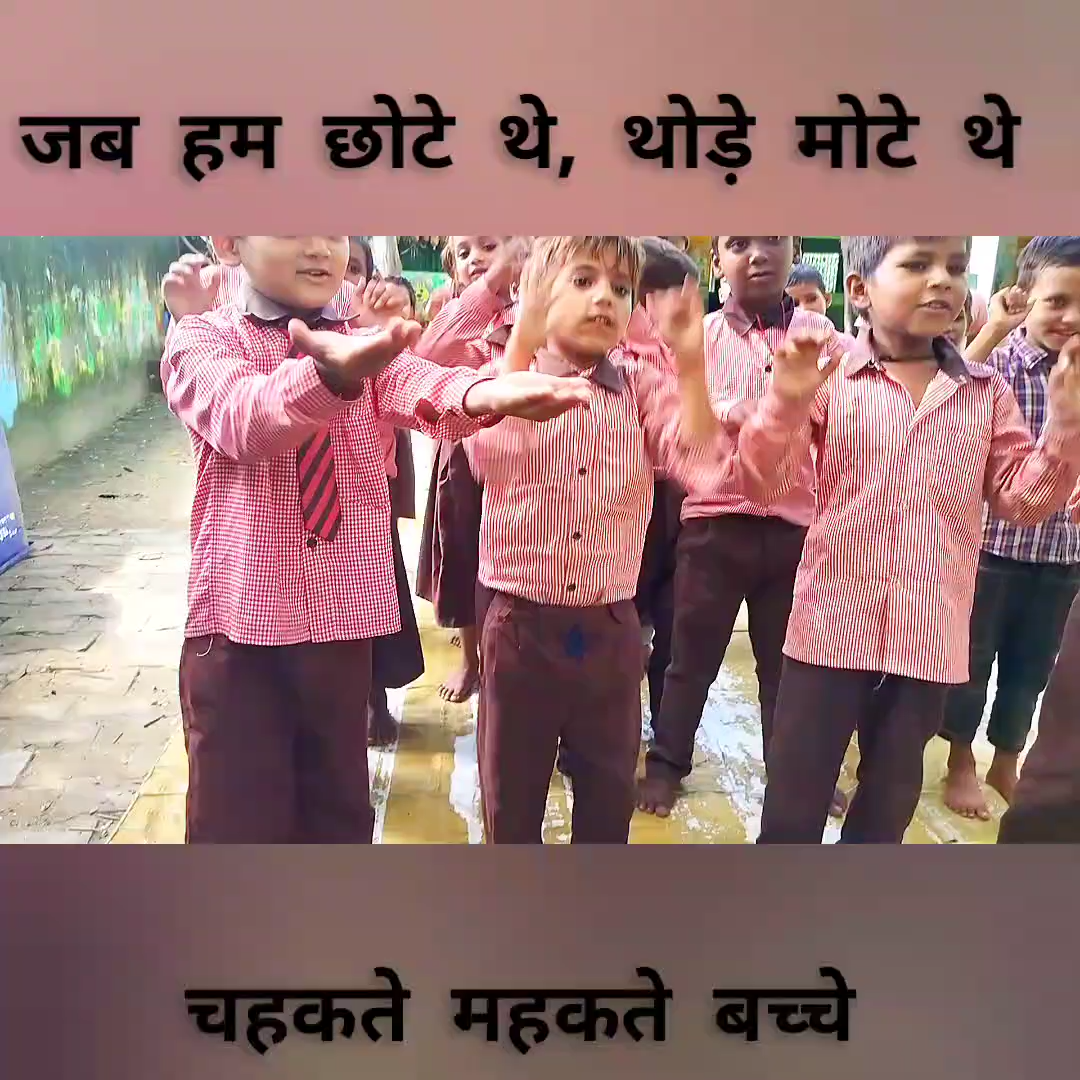 जब हम छोटे थे, थोड़े मोटे थे
चहकते महकते बच्चे